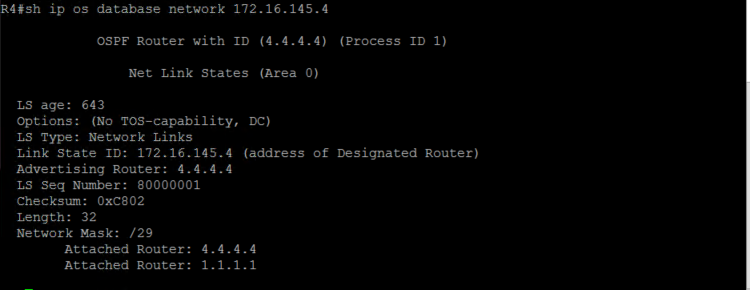 R4#sh ip os database network 172.16.145.4
OSPF Router with ID (4.4.4.4) (Process ID 1)
Net Link States (Area 0)
LS age: 643
Options: (No TOS-capability, DC)
LS Type: Network Links
Link State ID: 172.16.145.4 (address of Designated Router)
Advertising Router: 4.4.4.4
LS Seq Number: 80000001
Checksum: 0xC802
Length: 32
Network Mask: /29
Attached Router: 4.4.4.4
Attached Router: 1.1.1.1